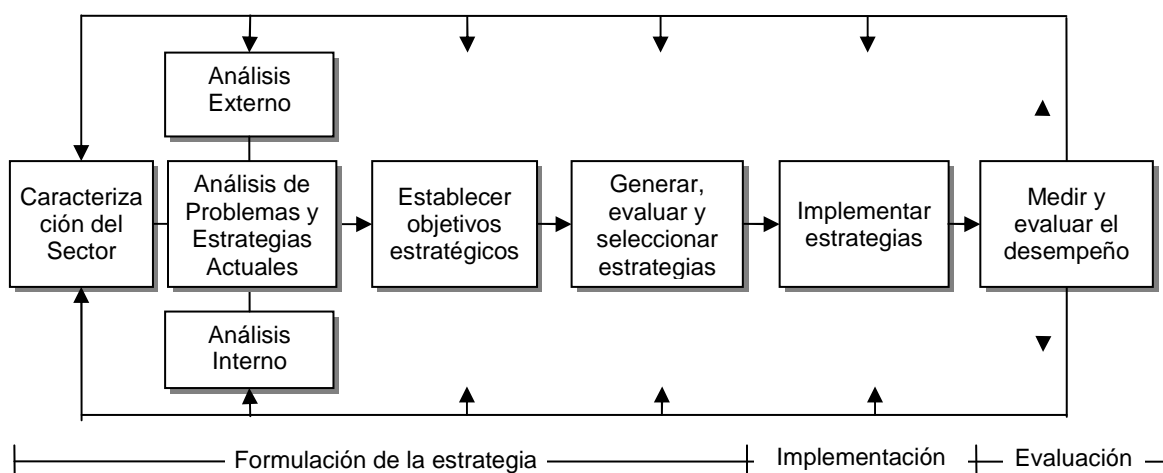 Análisis
Externo
Caracteriza
ción del
Sector
Análisis de
Problemas y
Estrategias
Actuales
Establecer
objetivos
estratégicos
Generar,
evaluar y
seleccionar
estrategias
Implementar
estrategias
Medir y
evaluar el
desempeño
Análisis
Interno
Formulación de la estrategia
Implementación
Evaluación